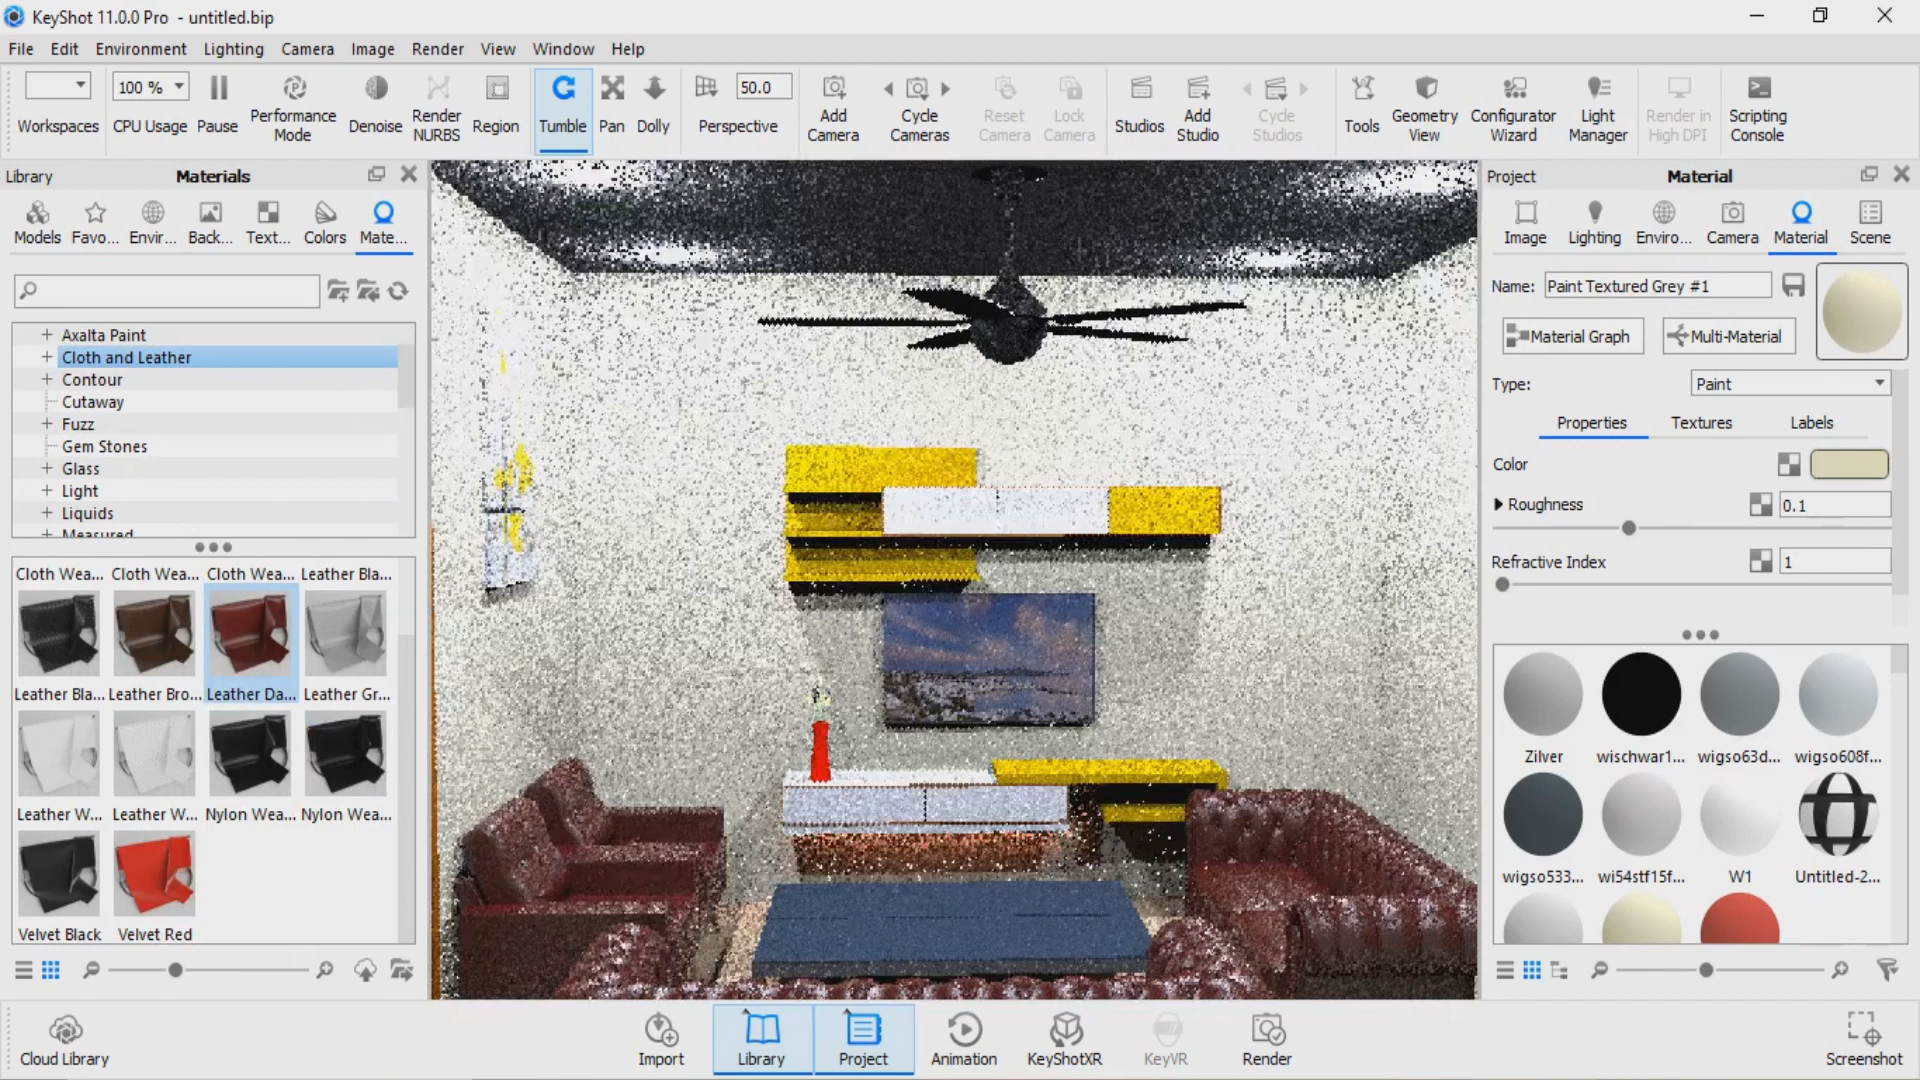 KeyShot 11.0.0 Pro - untitled.bip
File Edit Environment Lighting Camera Image Render View Window Help
100 %
50.0
Workspaces CPU Usage Pause Performance Mode Denoise Render NURBS Region Tumble Pan Dolly Perspective Add Camera Cycle Cameras Reset Camera Lock Camera Studios Add Studio Cycle Studios Tools Geometry View Configurator Wizard Light Manager Render in High DPI Scripting Console
Library Materials
Models Favo... Envir... Back... Text... Colors Mate...
Axalta Paint
Cloth and Leather
Contour
Cutaway
Fuzz
Gem Stones
Glass
Light
Liquids
Measured
Cloth Wea... Cloth Wea... Cloth Wea... Leather Bla...
Leather Bla... Leather Bro... Leather Da... Leather Gr...
Leather W... Leather W... Nylon Wea... Nylon Wea...
Velvet Black Velvet Red
Project Material
Image Lighting Enviro... Camera Material Scene
Name: Paint Textured Grey #1
Material Graph Multi-Material
Type: Paint
Properties Textures Labels
Color
Roughness 0.1
Refractive Index 1
Zilver wischwar1... wigso63d... wigso608f...
wigso533... wi54stf15f... W1 Untitled-2...
Cloud Library Import Library Project Animation KeyShotXR KeyVR Render Screenshot